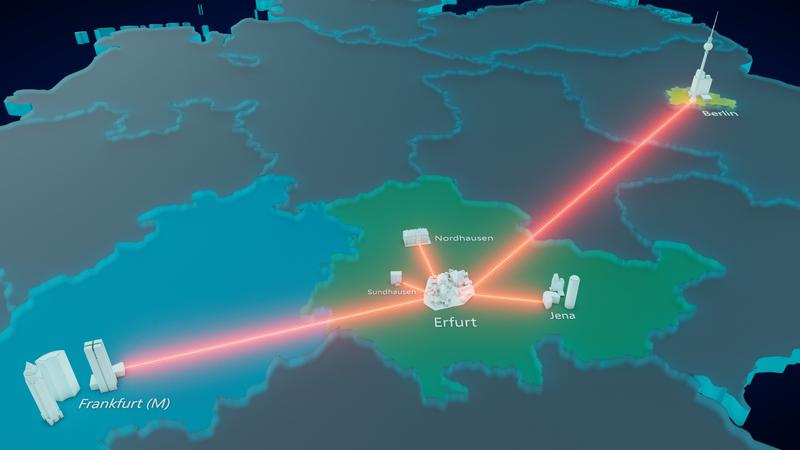 Berlin
Nordhausen
Sundhausen
Jena
Erfurt
Frankfurt (M)